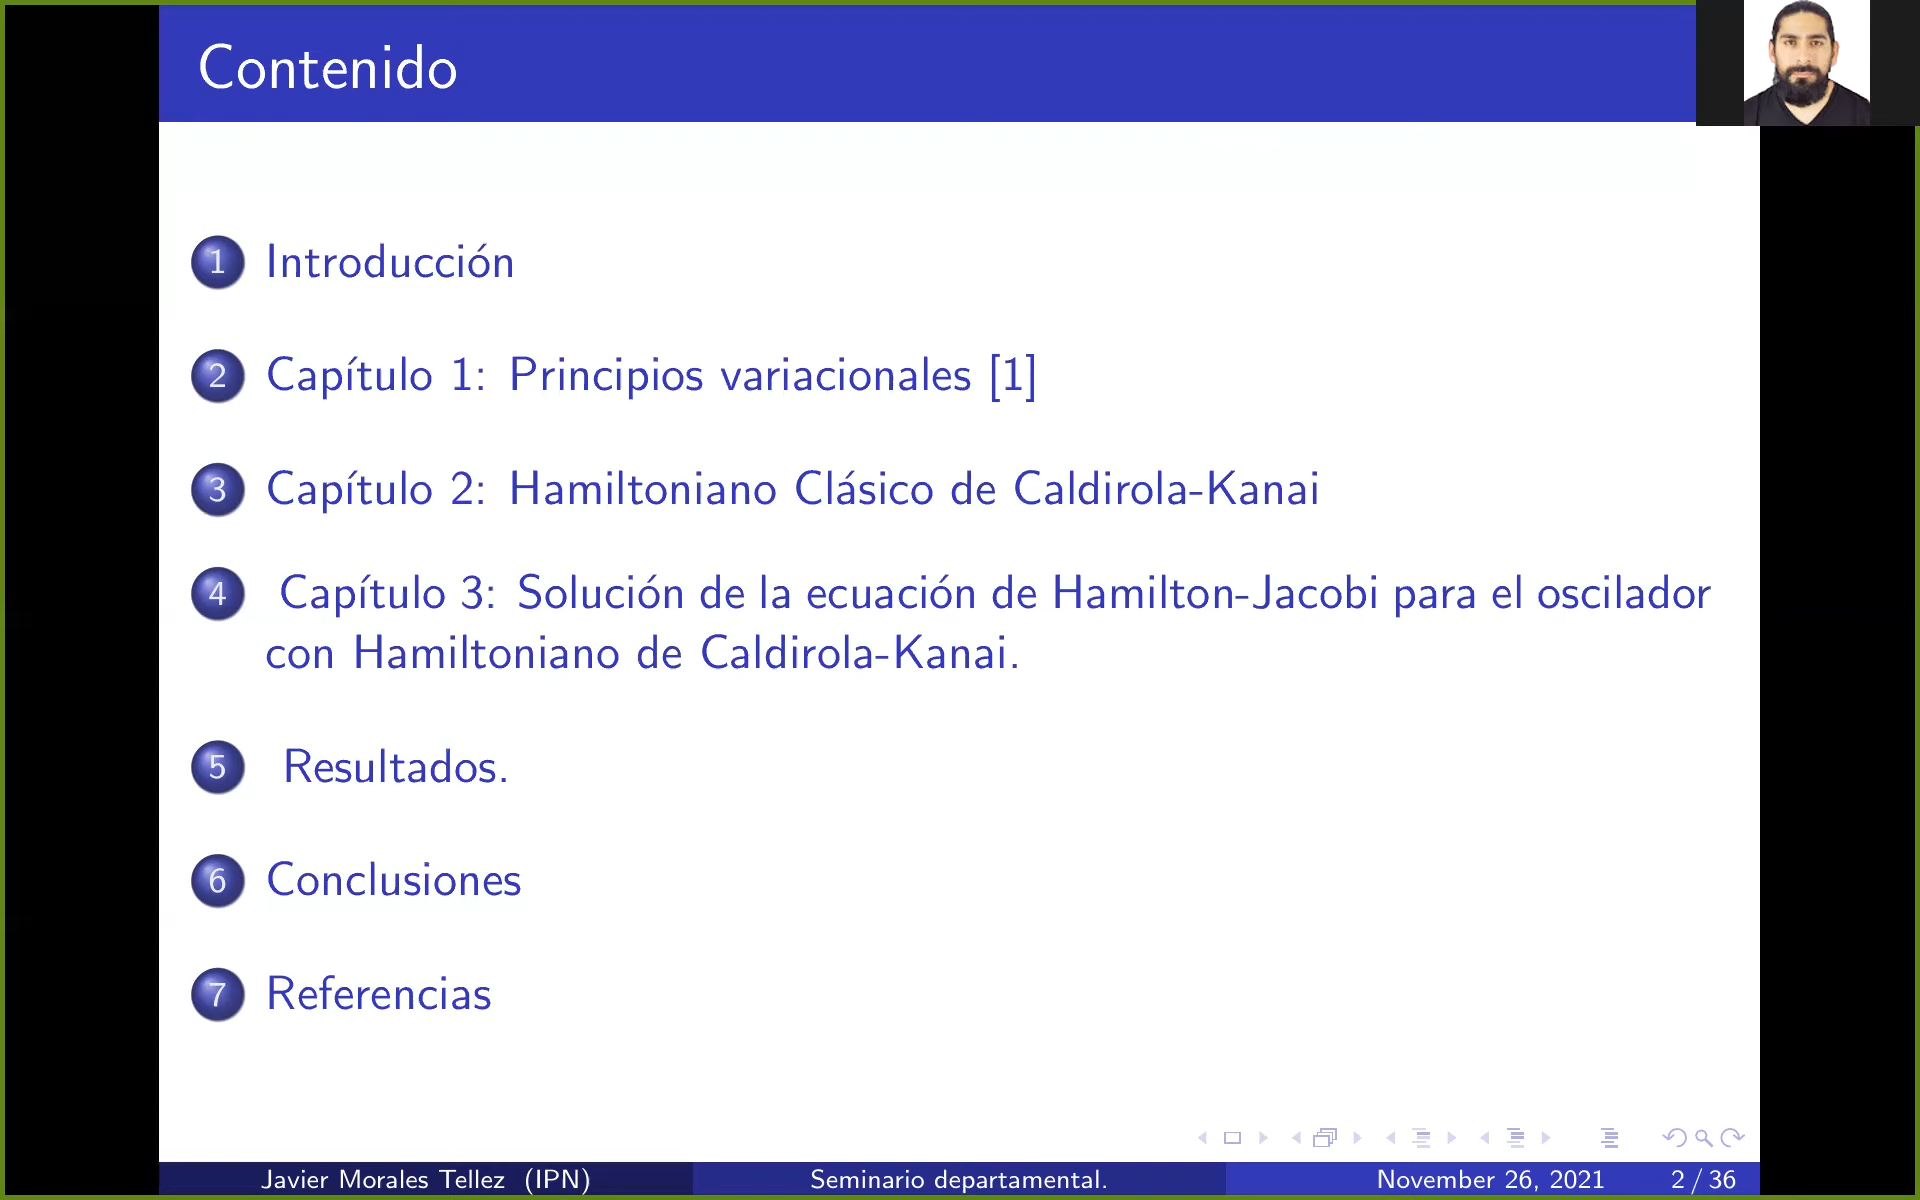 Contenido
1 Introducción
2 Capítulo 1: Principios variacionales [1]
3 Capítulo 2: Hamiltoniano Clásico de Caldirola-Kanai
4 Capítulo 3: Solución de la ecuación de Hamilton-Jacobi para el oscilador
con Hamiltoniano de Caldirola-Kanai.
5 Resultados.
6 Conclusiones
7 Referencias
Javier Morales Tellez (IPN) Seminario departamental. November 26, 2021 2 / 36